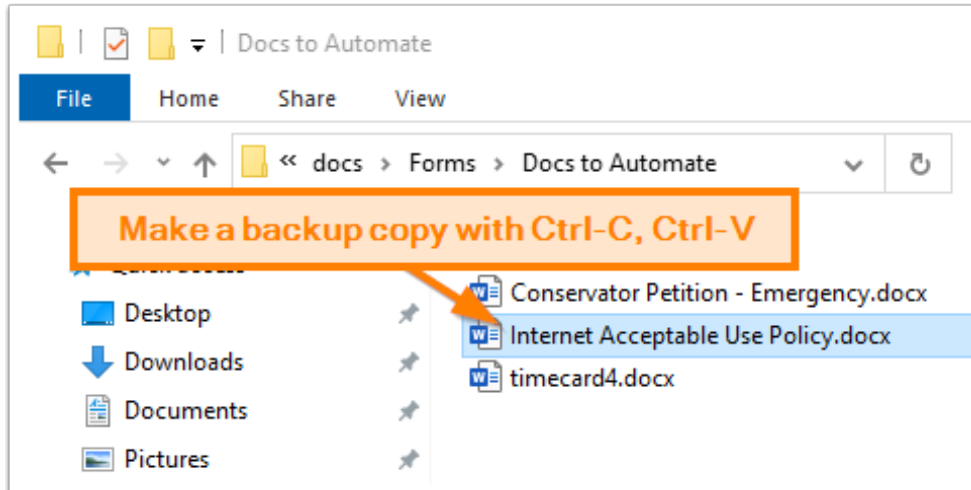 Docs to Automate
File Home Share View
« docs > Forms > Docs to Automate
Make a backup copy with Ctrl-C, Ctrl-V
Conservator Petition - Emergency.docx
Desktop
Internet Acceptable Use Policy.docx
Downloads
timecard4.docx
Documents
Pictures